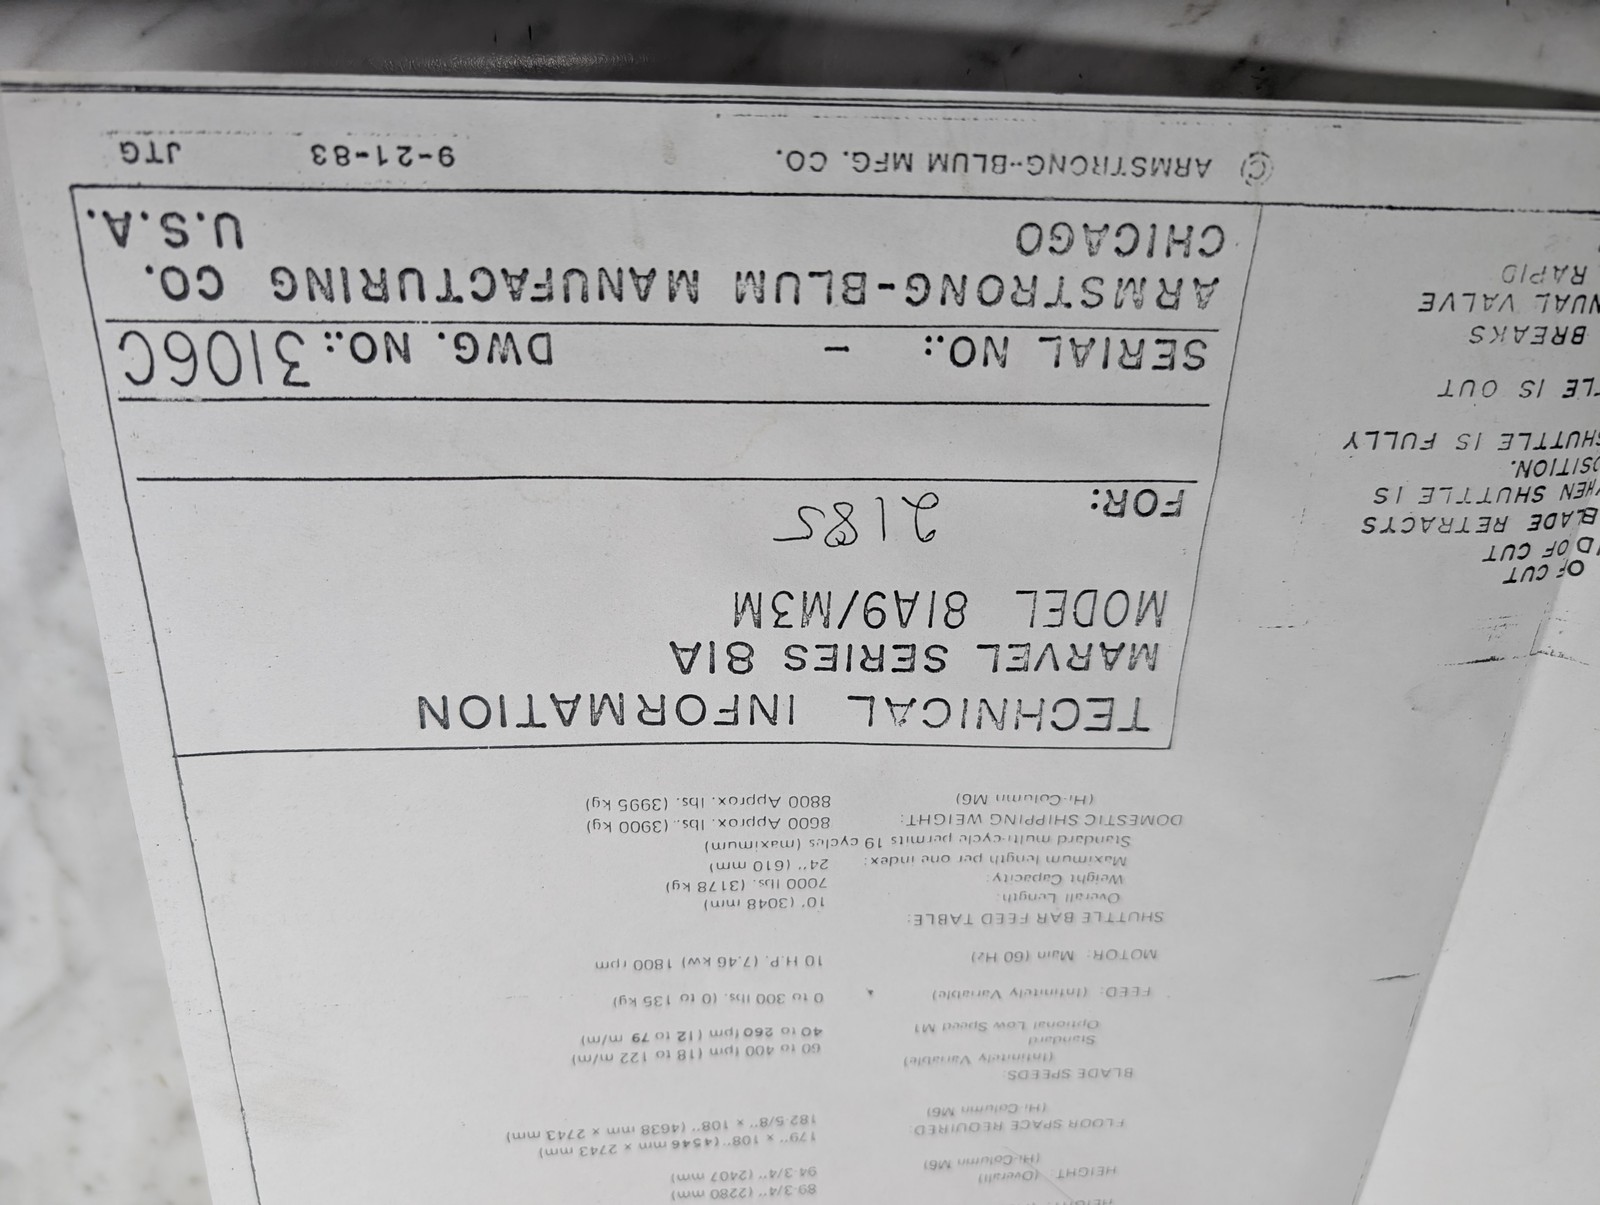 HEIGHT: (Overall) 89-3/4" (2280 mm)
(Hi-Column M6) 94-3/4" (2407 mm)
FLOOR SPACE REQUIRED: 179" × 108" (4546 mm × 2743 mm)
(Hi-Column M6) 182-5/8" × 108" (4638 mm × 2743 mm)
BLADE SPEEDS:
(Infinitely Variable)
Standard 60 to 400 fpm (18 to 122 m/m)
Optional Low Speed M1 40 to 260 fpm (12 to 79 m/m)
FEED: (Infinitely Variable) 0 to 300 lbs. (0 to 135 kg)
MOTOR: Main (60 Hz) 10 H.P. (7.46 kw) 1800 rpm
SHUTTLE BAR FEED TABLE:
Overall Length: 10' (3048 mm)
Weight Capacity: 7000 lbs. (3178 kg)
Maximum length per one index: 24" (610 mm)
Standard multi-cycle permits 19 cycles (maximum)
DOMESTIC SHIPPING WEIGHT: 8600 Approx. lbs. (3900 kg)
(Hi-Column M6) 8800 Approx. lbs. (3995 kg)
TECHNICAL INFORMATION
MARVEL SERIES 81A
MODEL 81A9/M3M
FOR: 2185
SERIAL NO.: - DWG. NO.: 3106C
ARMSTRONG-BLUM MANUFACTURING CO.
CHICAGO U.S.A.
© ARMSTRONG-BLUM MFG. CO. 9-21-83 JTG
OF CUT
OF CUT
BLADE RETRACTS
WHEN SHUTTLE IS
SHUTTLE IS FULLY
IS OUT
BREAKS
VALVE
RAPID